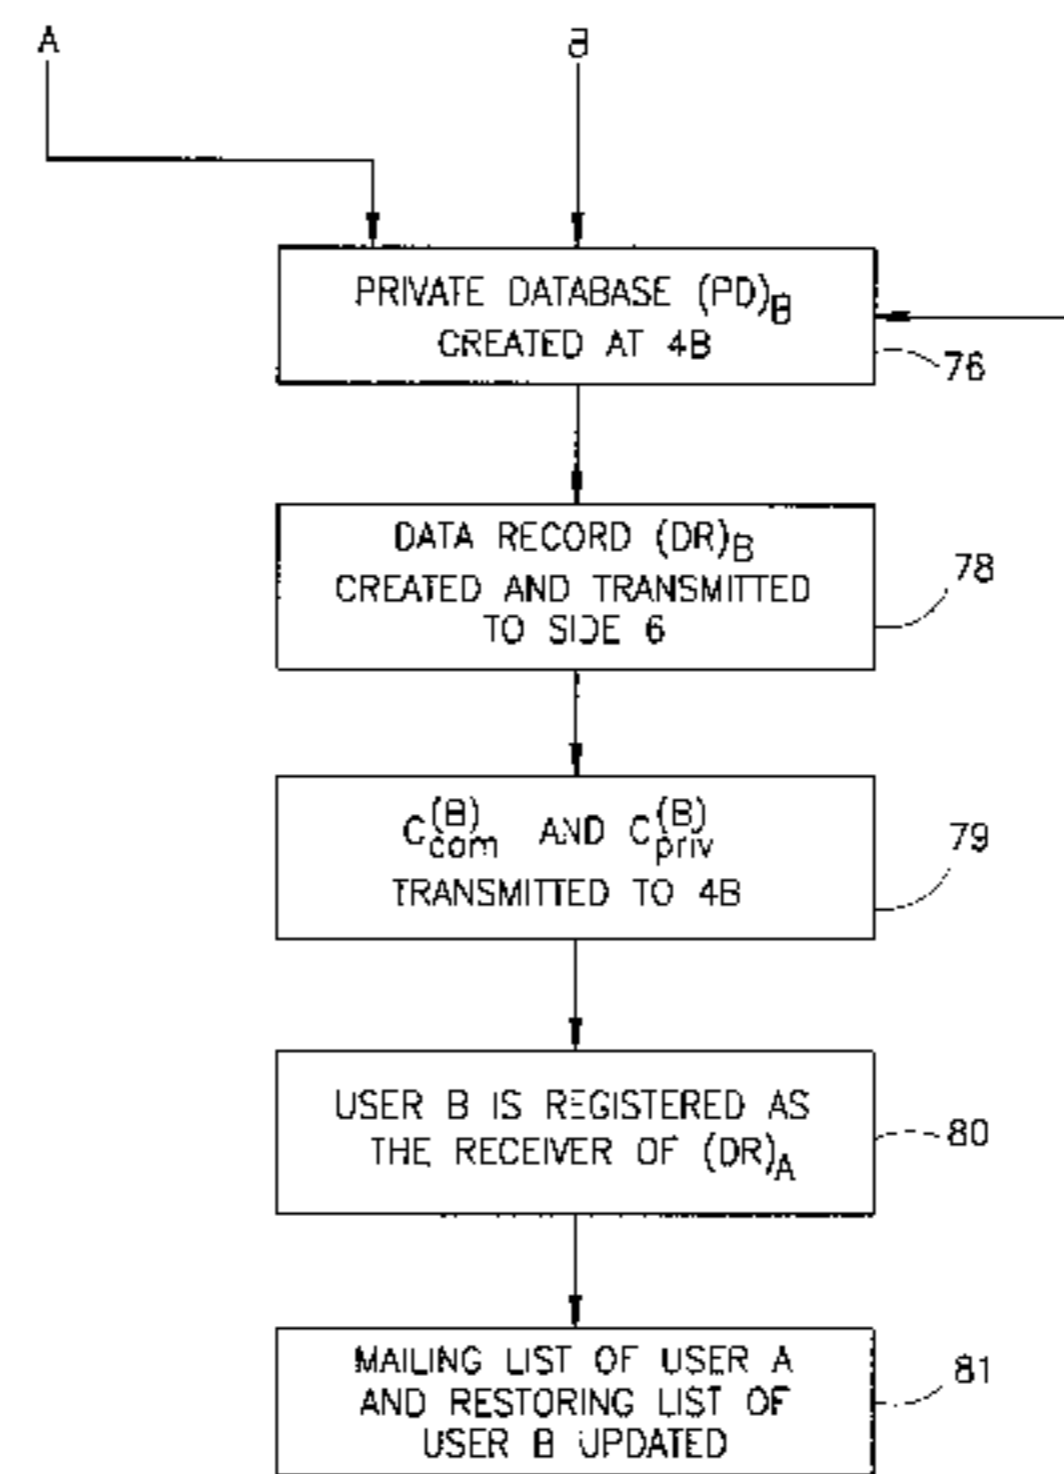 A
B
PRIVATE DATABASE (PD)B
CREATED AT 4B
76
DATA RECORD (DR)B
CREATED AND TRANSMITTED
TO SIDE 6
78
C(B)com AND C(B)priv
TRANSMITTED TO 4B
79
USER B IS REGISTERED AS
THE RECEIVER OF (DR)A
80
MAILING LIST OF USER A
AND RESTORING LIST OF
USER B UPDATED
81